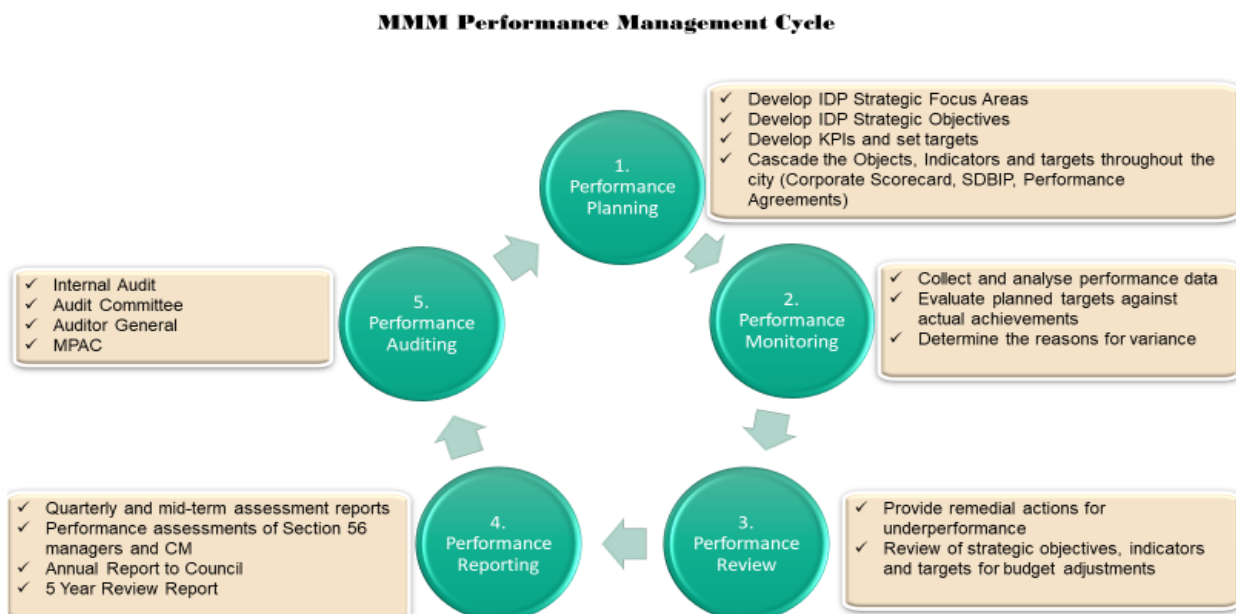 MMM Performance Management Cycle
1.
Performance
Planning
✓ Develop IDP Strategic Focus Areas
✓ Develop IDP Strategic Objectives
✓ Develop KPIs and set targets
✓ Cascade the Objects, Indicators and targets throughout the
city (Corporate Scorecard, SDBIP, Performance
Agreements)
2.
Performance
Monitoring
✓ Collect and analyse performance data
✓ Evaluate planned targets against
actual achievements
✓ Determine the reasons for variance
3.
Performance
Review
✓ Provide remedial actions for
underperformance
✓ Review of strategic objectives, indicators
and targets for budget adjustments
4.
Performance
Reporting
✓ Quarterly and mid-term assessment reports
✓ Performance assessments of Section 56
managers and CM
✓ Annual Report to Council
✓ 5 Year Review Report
5.
Performance
Auditing
✓ Internal Audit
✓ Audit Committee
✓ Auditor General
✓ MPAC